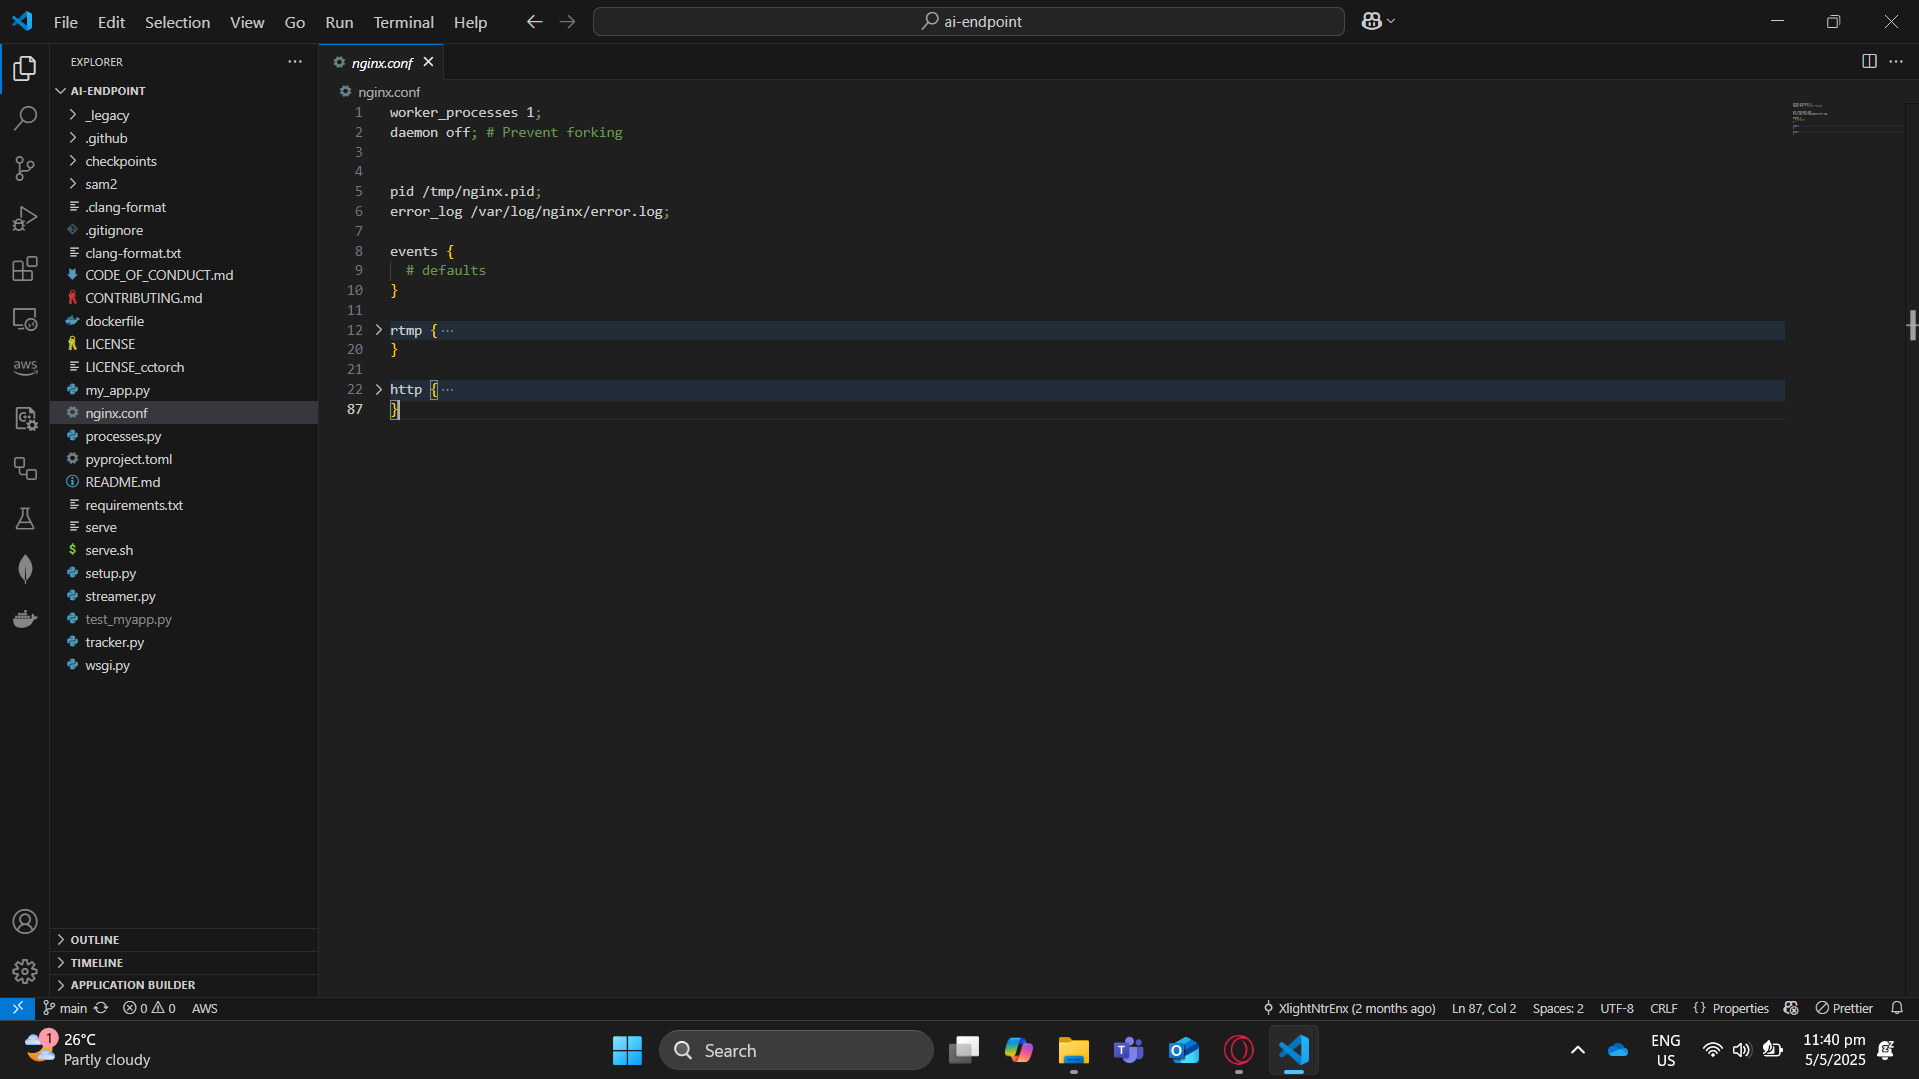 File Edit Selection View Go Run Terminal Help
ai-endpoint
EXPLORER
AI-ENDPOINT
_legacy
.github
checkpoints
sam2
.clang-format
.gitignore
clang-format.txt
CODE_OF_CONDUCT.md
CONTRIBUTING.md
dockerfile
LICENSE
LICENSE_cctorch
my_app.py
nginx.conf
processes.py
pyproject.toml
README.md
requirements.txt
serve
serve.sh
setup.py
streamer.py
test_myapp.py
tracker.py
wsgi.py
OUTLINE
TIMELINE
APPLICATION BUILDER
aws
nginx.conf
nginx.conf
1 worker_processes 1;
2 daemon off; # Prevent forking
3
4
5 pid /tmp/nginx.pid;
6 error_log /var/log/nginx/error.log;
7
8 events {
9 # defaults
10 }
11
12 rtmp { ···
20 }
21
22 http { ···
87 }
main 0 0 AWS
XlightNtrEnx (2 months ago) Ln 87, Col 2 Spaces: 2 UTF-8 CRLF {} Properties Prettier
1
26°C
Partly cloudy
Search
ENG
US
11:40 pm
5/5/2025